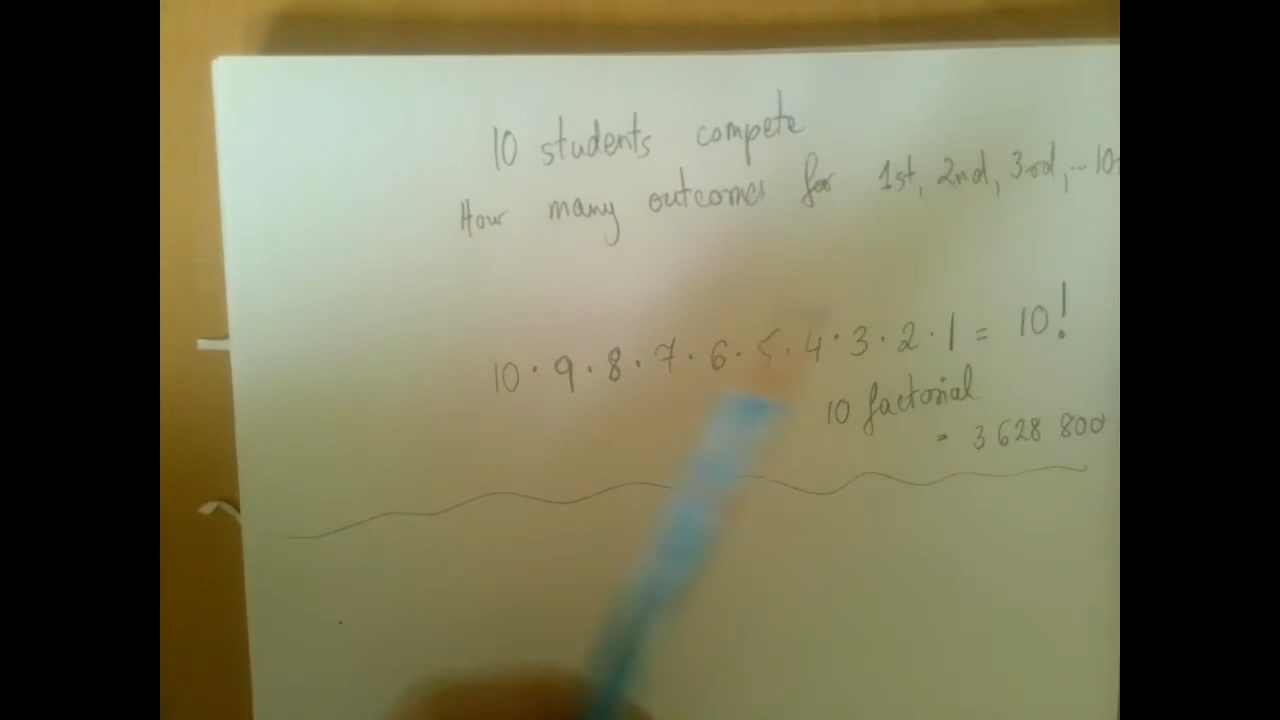 10 students compete
How many outcomes for 1st, 2nd, 3rd, ... 10
10 · 9 · 8 · 7 · 6 · 5 · 4 · 3 · 2 · 1 = 10!
10 factorial
= 3 628 800